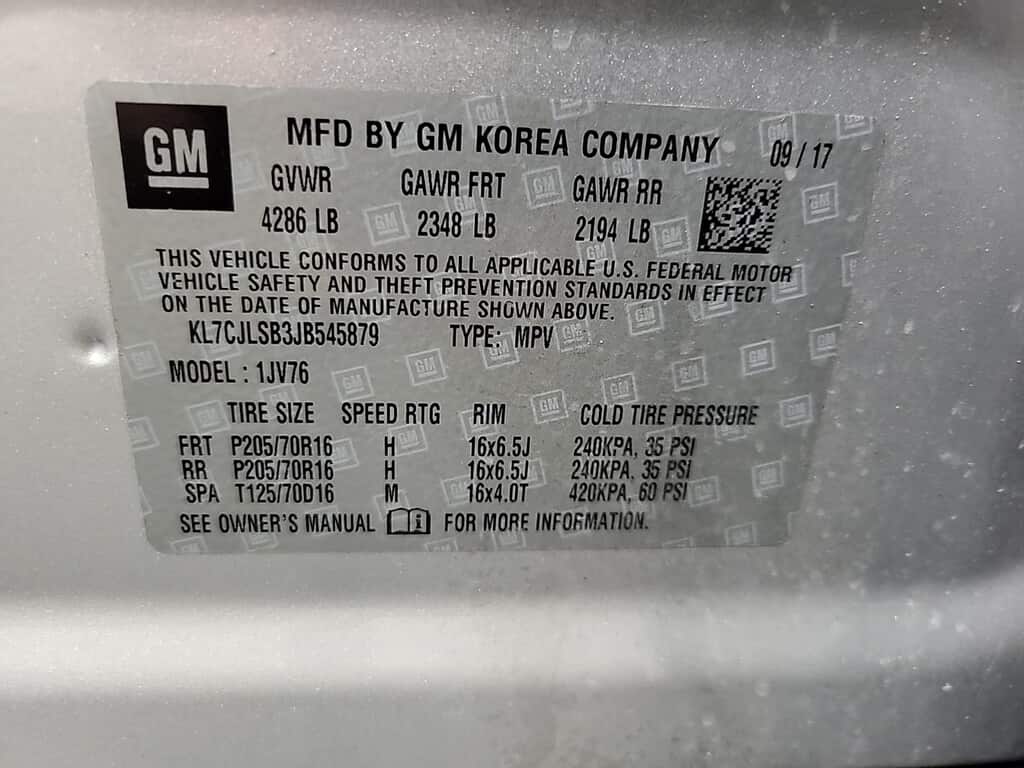 GM
MFD BY GM KOREA COMPANY 09 / 17
GVWR GAWR FRT GAWR RR
4286 LB 2348 LB 2194 LB
THIS VEHICLE CONFORMS TO ALL APPLICABLE U.S. FEDERAL MOTOR
VEHICLE SAFETY AND THEFT PREVENTION STANDARDS IN EFFECT
ON THE DATE OF MANUFACTURE SHOWN ABOVE.
KL7CJLSB3JB545879 TYPE: MPV
MODEL : 1JV76
TIRE SIZE SPEED RTG RIM COLD TIRE PRESSURE
FRT P205/70R16 H 16x6.5J 240KPA, 35 PSI
RR P205/70R16 H 16x6.5J 240KPA, 35 PSI
SPA T125/70D16 M 16x4.0T 420KPA, 60 PSI
SEE OWNER'S MANUAL i FOR MORE INFORMATION.